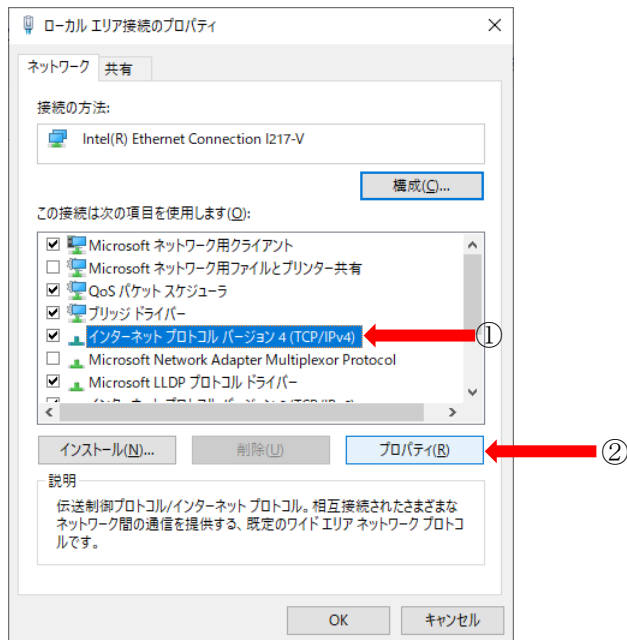 ローカル エリア接続のプロパティ
ネットワーク 共有
接続の方法:
Intel(R) Ethernet Connection I217-V
構成(C)...
この接続は次の項目を使用します(O):
Microsoft ネットワーク用クライアント
Microsoft ネットワーク用ファイルとプリンター共有
QoS パケット スケジューラ
ブリッジ ドライバー
インターネット プロトコル バージョン 4 (TCP/IPv4)
①
Microsoft Network Adapter Multiplexor Protocol
Microsoft LLDP プロトコル ドライバー
インストール(N)... 削除(U) プロパティ(R)
②
説明
伝送制御プロトコル/インターネット プロトコル。相互接続されたさまざまな
ネットワーク間の通信を提供する、既定のワイド エリア ネットワーク プロトコ
ルです。
OK キャンセル